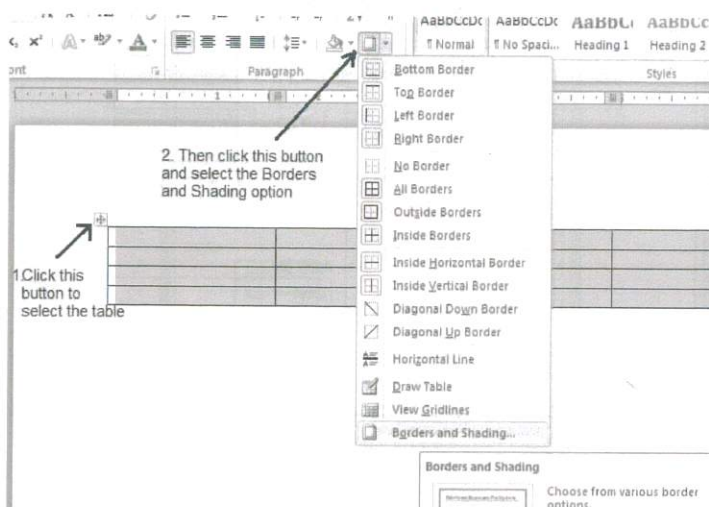 AaBbCcDc AaBbCcDc AaBbC AaBbCc
¶ Normal ¶ No Spaci... Heading 1 Heading 2
ont Paragraph Styles
2. Then click this button
and select the Borders
and Shading option
1.Click this
button to
select the table
Bottom Border
Top Border
Left Border
Right Border
No Border
All Borders
Outside Borders
Inside Borders
Inside Horizontal Border
Inside Vertical Border
Diagonal Down Border
Diagonal Up Border
Horizontal Line
Draw Table
View Gridlines
Borders and Shading...
Borders and Shading
Choose from various border
options